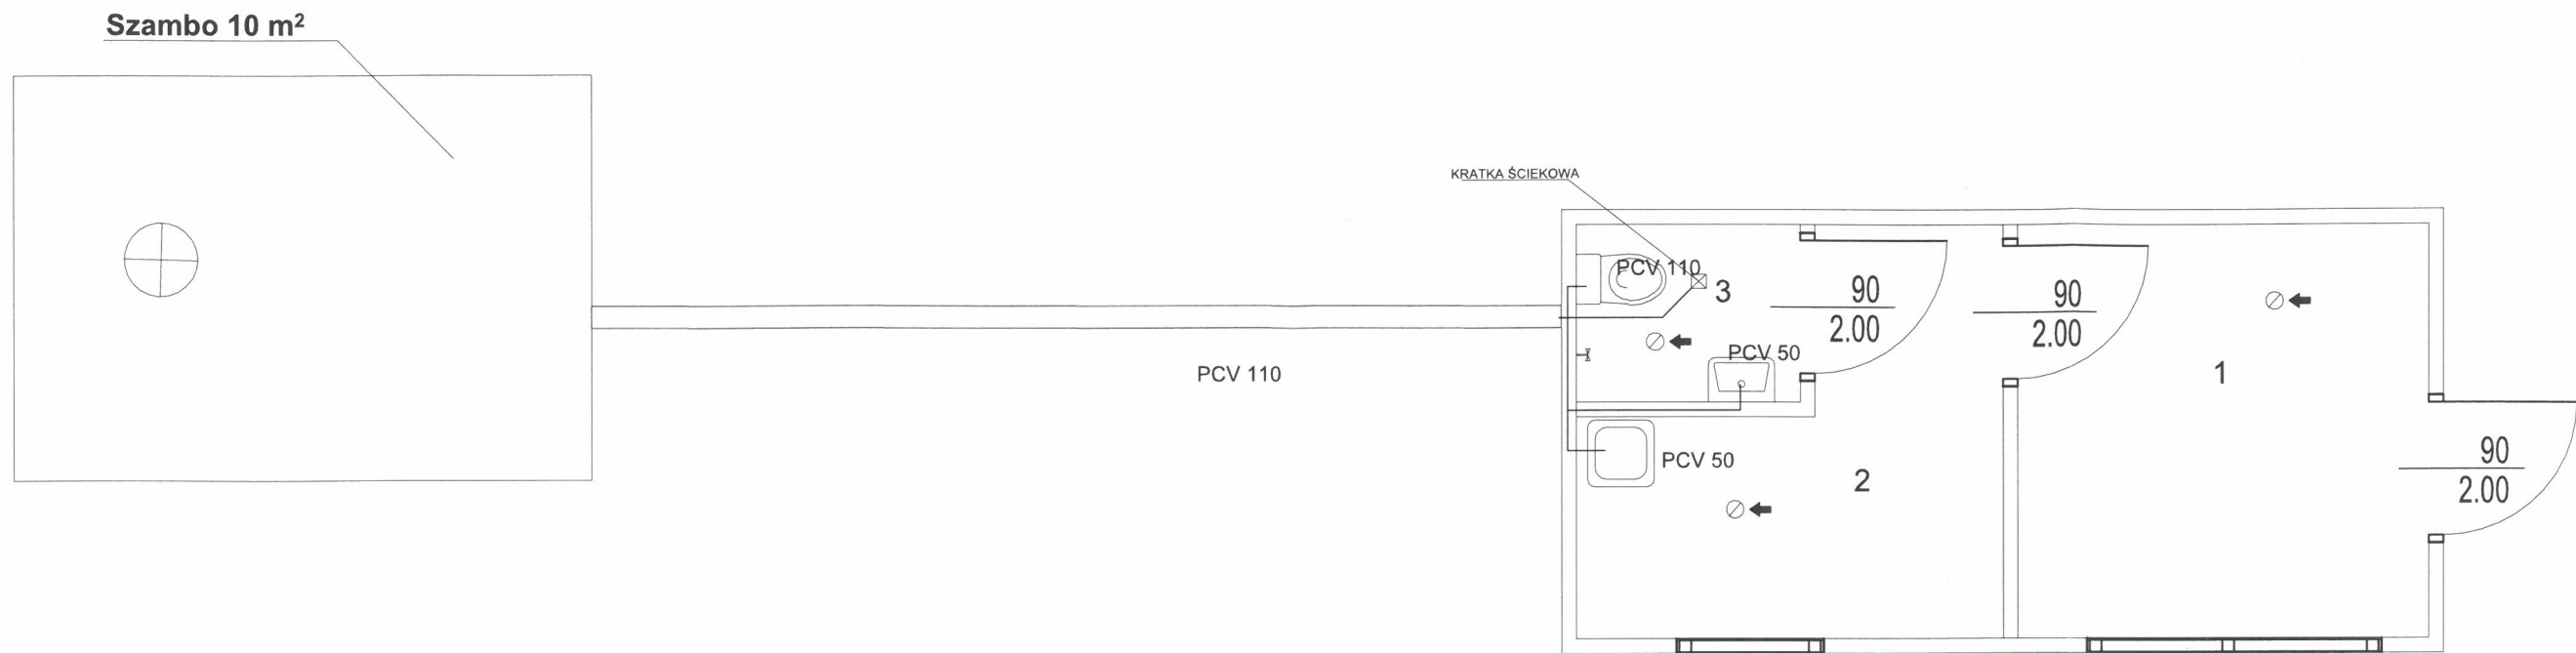 Szambo 10 m²
KRATKA ŚCIEKOWA
PCV 110
3
90
2.00
90
2.00
PCV 50
PCV 110
1
PCV 50
2
90
2.00